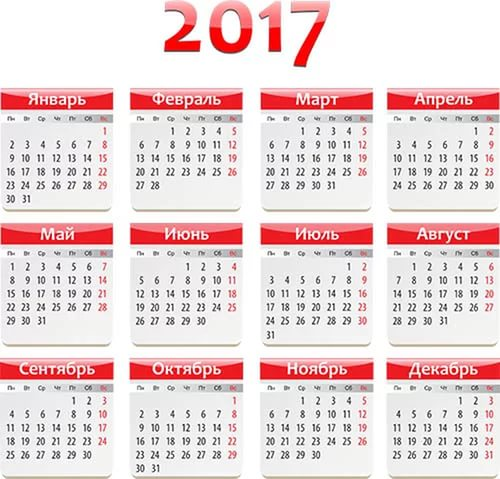 2017
Январь
Пн Вт Ср Чт Пт Сб Вс
1
2 3 4 5 6 7 8
9 10 11 12 13 14 15
16 17 18 19 20 21 22
23 24 25 26 27 28 29
30 31
Февраль
Пн Вт Ср Чт Пт Сб Вс
1 2 3 4 5
6 7 8 9 10 11 12
13 14 15 16 17 18 19
20 21 22 23 24 25 26
27 28
Март
Пн Вт Ср Чт Пт Сб Вс
1 2 3 4 5
6 7 8 9 10 11 12
13 14 15 16 17 18 19
20 21 22 23 24 25 26
27 28 29 30 31
Апрель
Пн Вт Ср Чт Пт Сб Вс
1 2
3 4 5 6 7 8 9
10 11 12 13 14 15 16
17 18 19 20 21 22 23
24 25 26 27 28 29 30
Май
Пн Вт Ср Чт Пт Сб Вс
1 2 3 4 5 6 7
8 9 10 11 12 13 14
15 16 17 18 19 20 21
22 23 24 25 26 27 28
29 30 31
Июнь
Пн Вт Ср Чт Пт Сб Вс
1 2 3 4
5 6 7 8 9 10 11
12 13 14 15 16 17 18
19 20 21 22 23 24 25
26 27 28 29 30
Июль
Пн Вт Ср Чт Пт Сб Вс
1 2
3 4 5 6 7 8 9
10 11 12 13 14 15 16
17 18 19 20 21 22 23
24 25 26 27 28 29 30
31
Август
Пн Вт Ср Чт Пт Сб Вс
1 2 3 4 5 6
7 8 9 10 11 12 13
14 15 16 17 18 19 20
21 22 23 24 25 26 27
28 29 30 31
Сентябрь
Пн Вт Ср Чт Пт Сб Вс
1 2 3
4 5 6 7 8 9 10
11 12 13 14 15 16 17
18 19 20 21 22 23 24
25 26 27 28 29 30
Октябрь
Пн Вт Ср Чт Пт Сб Вс
1
2 3 4 5 6 7 8
9 10 11 12 13 14 15
16 17 18 19 20 21 22
23 24 25 26 27 28 29
30 31
Ноябрь
Пн Вт Ср Чт Пт Сб Вс
1 2 3 4 5
6 7 8 9 10 11 12
13 14 15 16 17 18 19
20 21 22 23 24 25 26
27 28 29 30
Декабрь
Пн Вт Ср Чт Пт Сб Вс
1 2 3
4 5 6 7 8 9 10
11 12 13 14 15 16 17
18 19 20 21 22 23 24
25 26 27 28 29 30 31